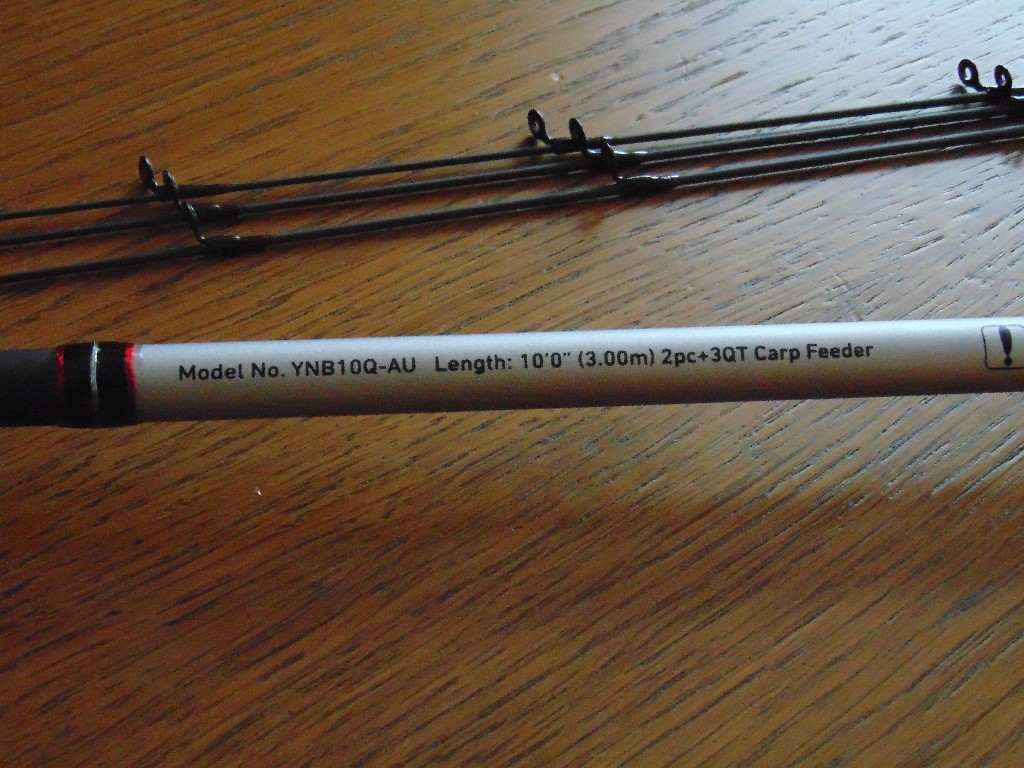 Model No. YNB10Q-AU Length: 10'0" (3.00m) 2pc+3QT Carp Feeder